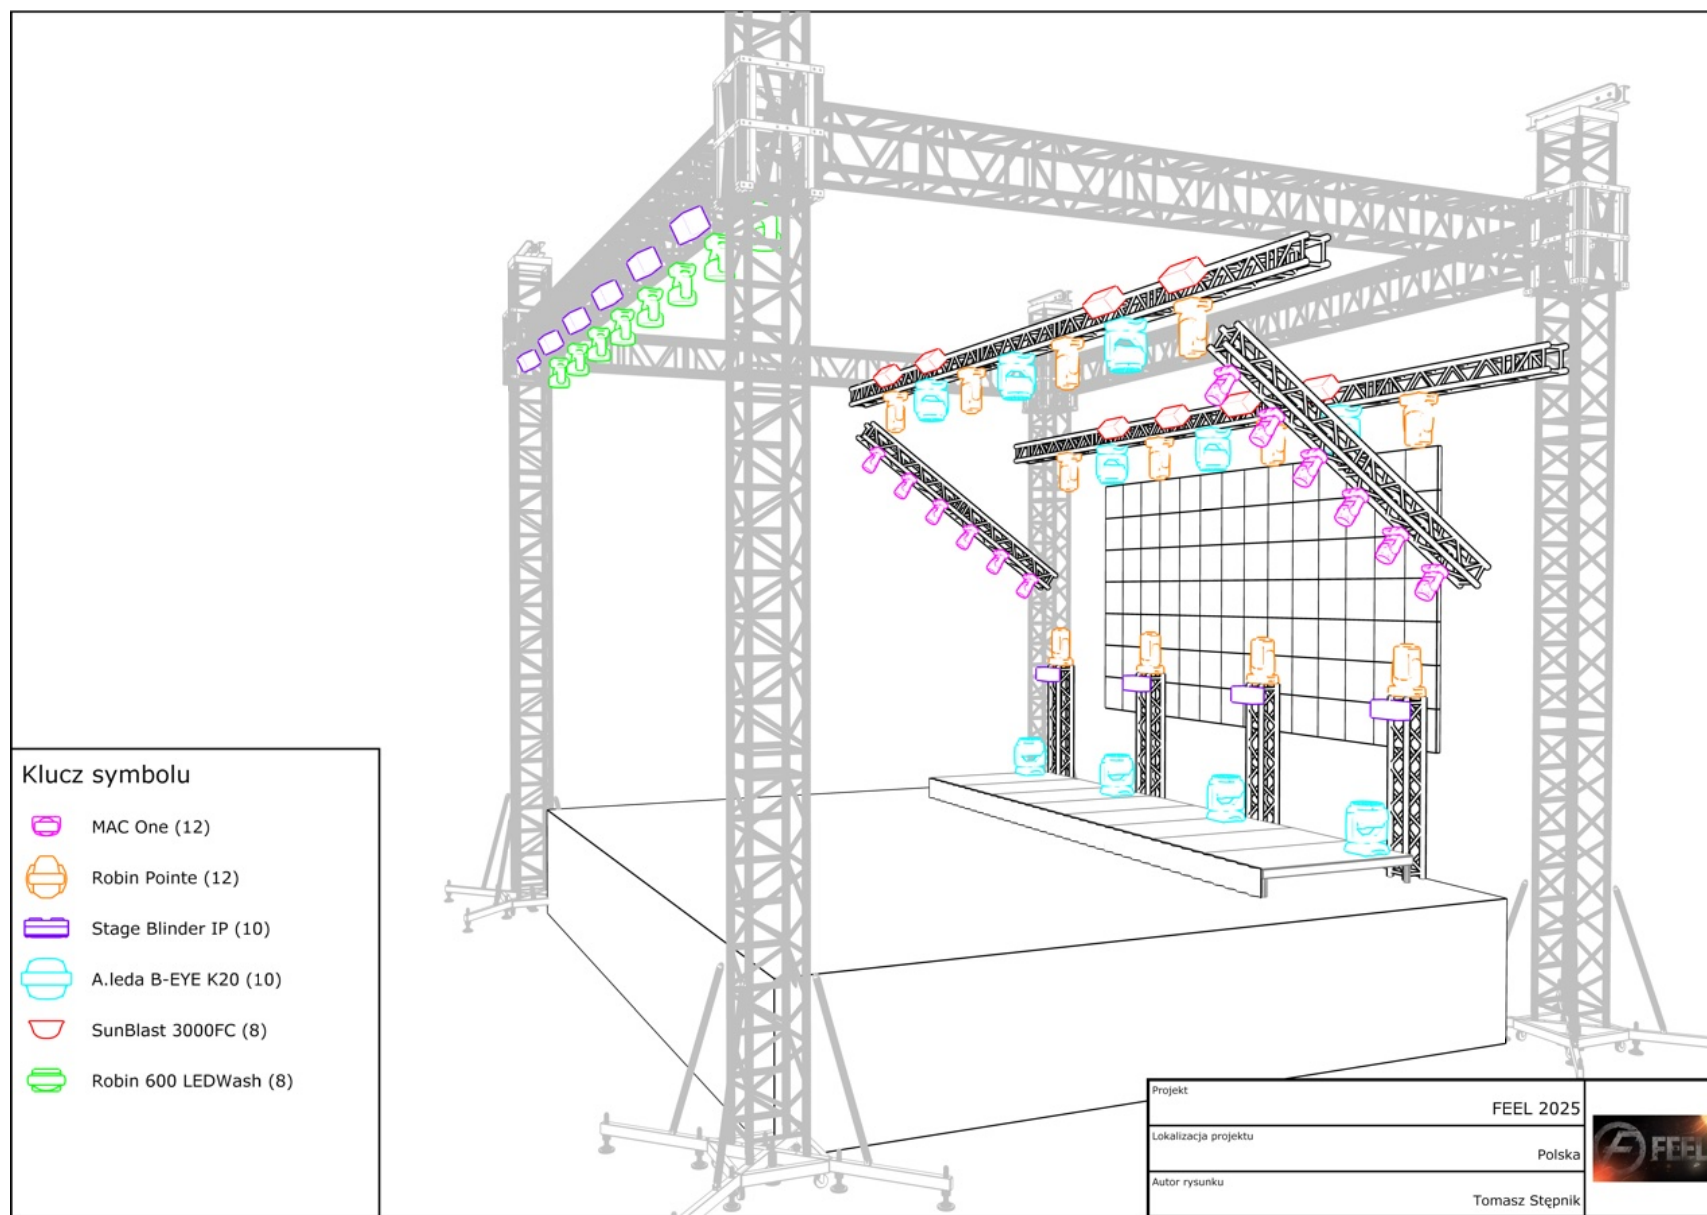 Klucz symbolu
MAC One (12)
Robin Pointe (12)
Stage Blinder IP (10)
A.leda B-EYE K20 (10)
SunBlast 3000FC (8)
Robin 600 LEDWash (8)
Projekt
FEEL 2025
Lokalizacja projektu
Polska
Autor rysunku
Tomasz Stępnik
FEEL